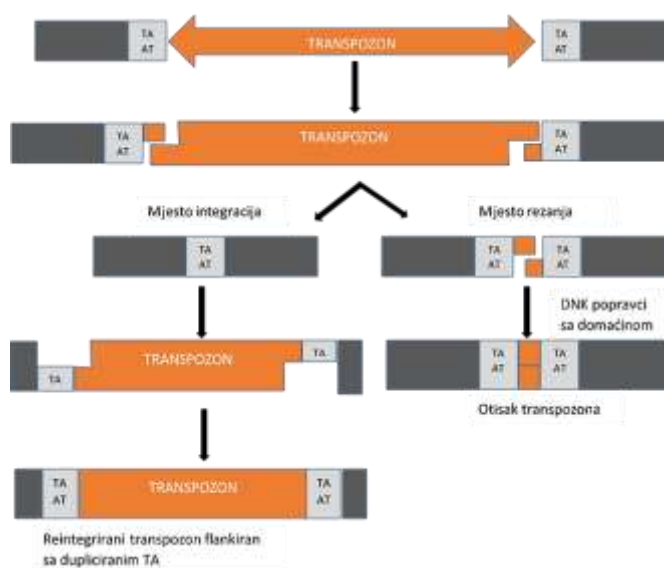 TA
AT
TRANSPOZON
TA
AT
TA
AT
TRANSPOZON
TA
AT
Mjesto integracija
Mjesto rezanja
TA
AT
TA
AT
TA
AT
DNK popravci
sa domaćinom
TA
TRANSPOZON
TA
TA
AT
TA
AT
Otisak transpozona
TA
AT
TRANSPOZON
TA
AT
Reintegrirani transpozon flankiran
sa dupliciranim TA